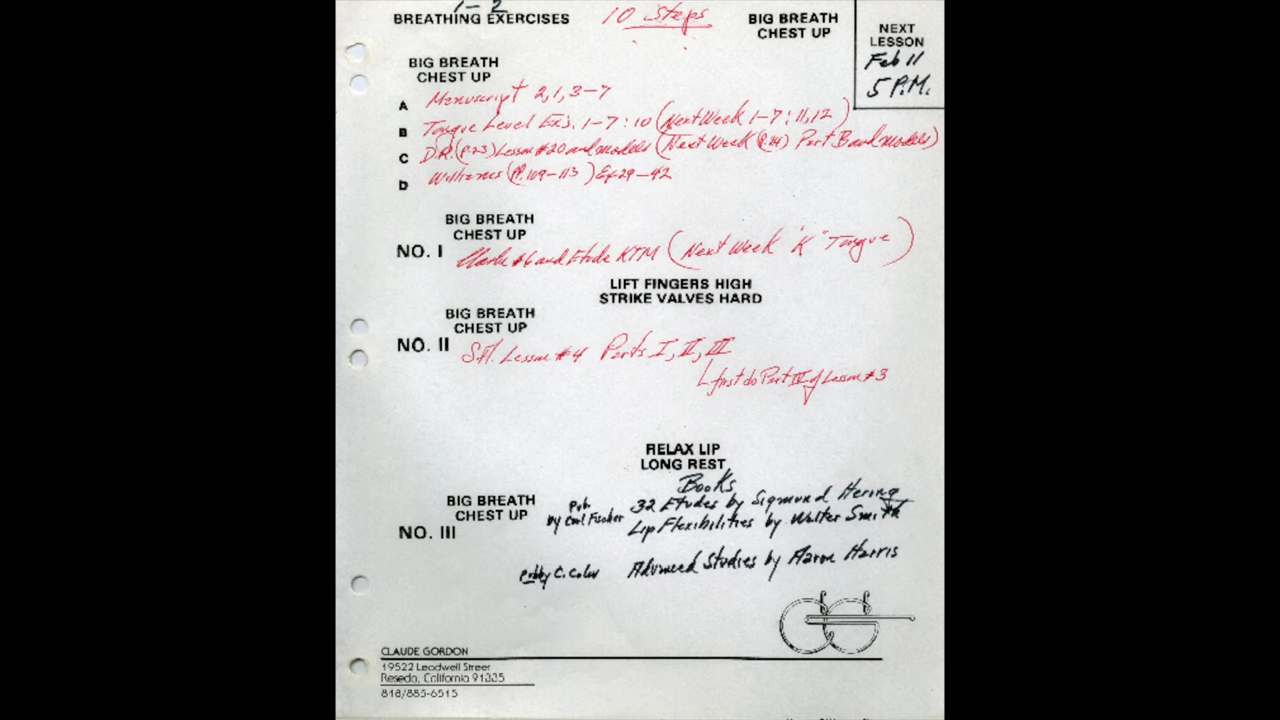 1-2
BREATHING EXERCISES
10 Steps
BIG BREATH
CHEST UP
NEXT
LESSON
Feb 11
5 P.M.
BIG BREATH
CHEST UP
A Manuscript 2, 1, 3-7
B Tongue Level Ex's. 1-7; 10 (Next Week 1-7; 11, 12)
C D.R. (P.23) Lesson #20 and models (Next Week (P.24) Part B and models)
D Williams (PP. 109-113) Ex 29-42
BIG BREATH
CHEST UP
NO. I Clarke #6 and Etude KTM (Next Week "K" Tongue)
LIFT FINGERS HIGH
STRIKE VALVES HARD
BIG BREATH
CHEST UP
NO. II S.A. Lesson #4 Parts I, II, III
first do Part IV of Lesson #3
RELAX LIP
LONG REST
Books
BIG BREATH
CHEST UP
NO. III
Pub. by Carl Fischer
32 Etudes by Sigmund Hering
Lip Flexibilities by Walter Smith
C. Colin Advanced Studies by Aaron Harris
CG
CLAUDE GORDON
19522 Leadwell Street
Reseda, California 91335
818/885-6515